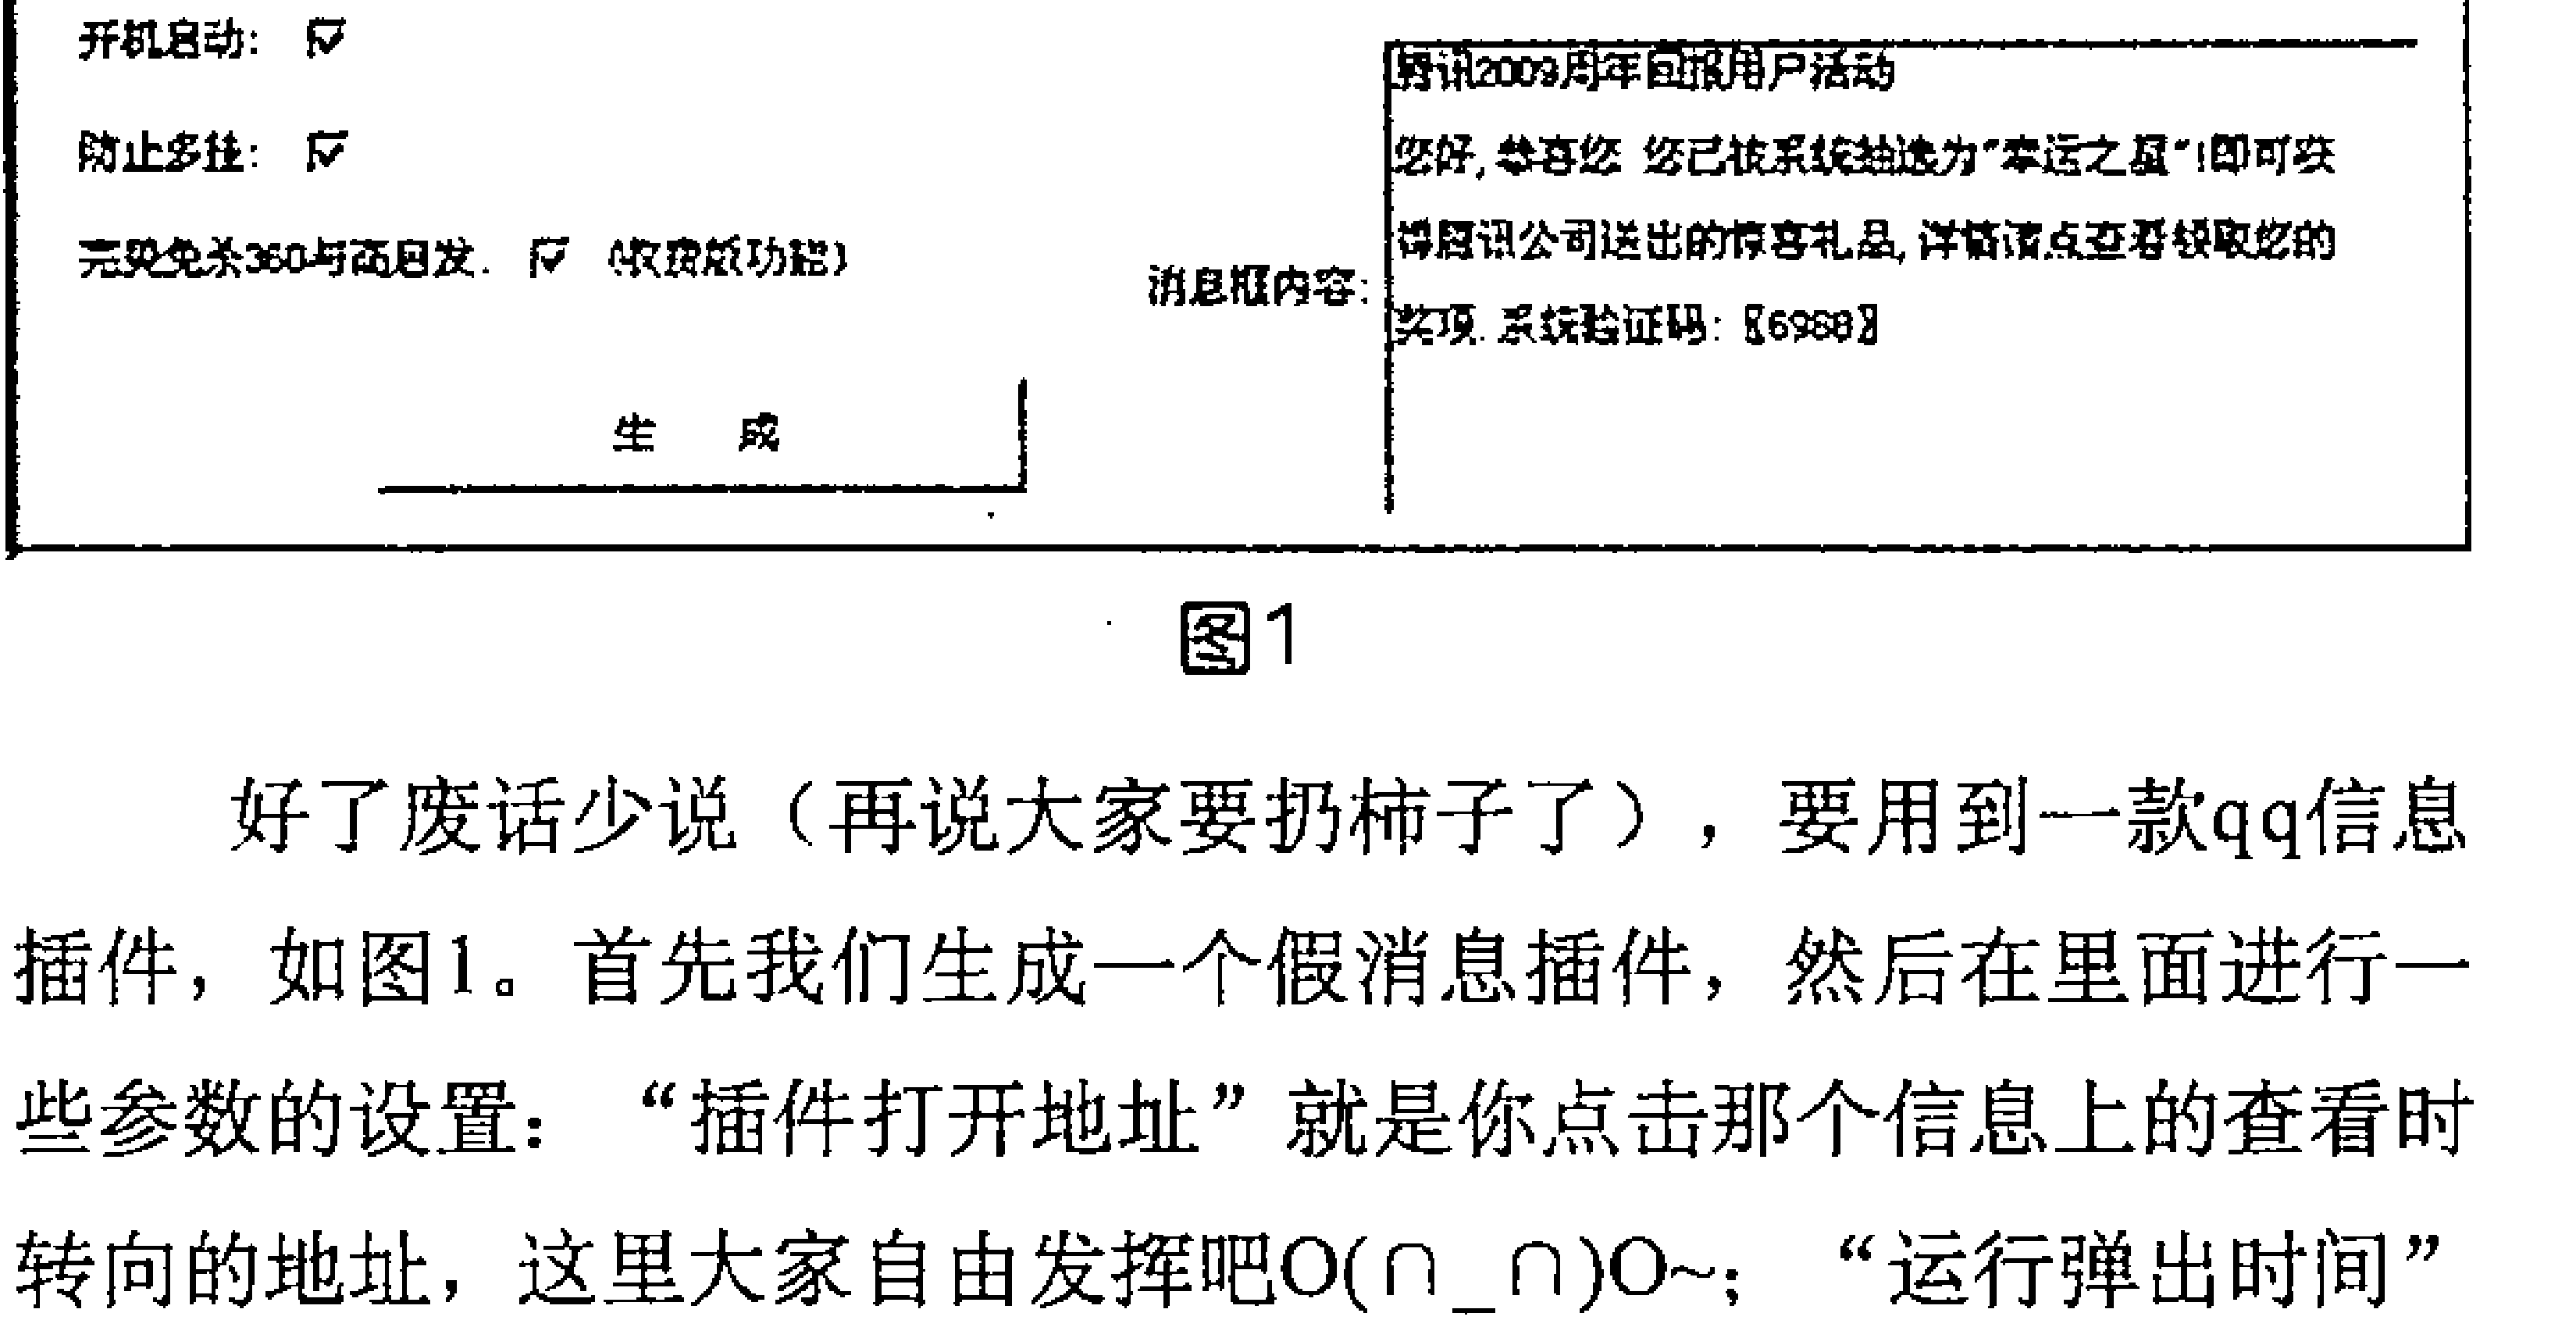 开机启动: 
防止多挂: 
完美免杀360与高启发. (收费版功能)
生 成
消息框内容:
腾讯2009周年回报用户活动
您好,恭喜您 您已被系统抽选为"幸运之星"!即可获
得腾讯公司送出的惊喜礼品,详情请点查看领取您的
奖项.系统验证码:〖6988〗
图1
好了废话少说（再说大家要扔柿子了），要用到一款qq信息
插件，如图1。首先我们生成一个假消息插件，然后在里面进行一
些参数的设置：“插件打开地址”就是你点击那个信息上的查看时
转向的地址，这里大家自由发挥吧O(∩_∩)O~；“运行弹出时间”